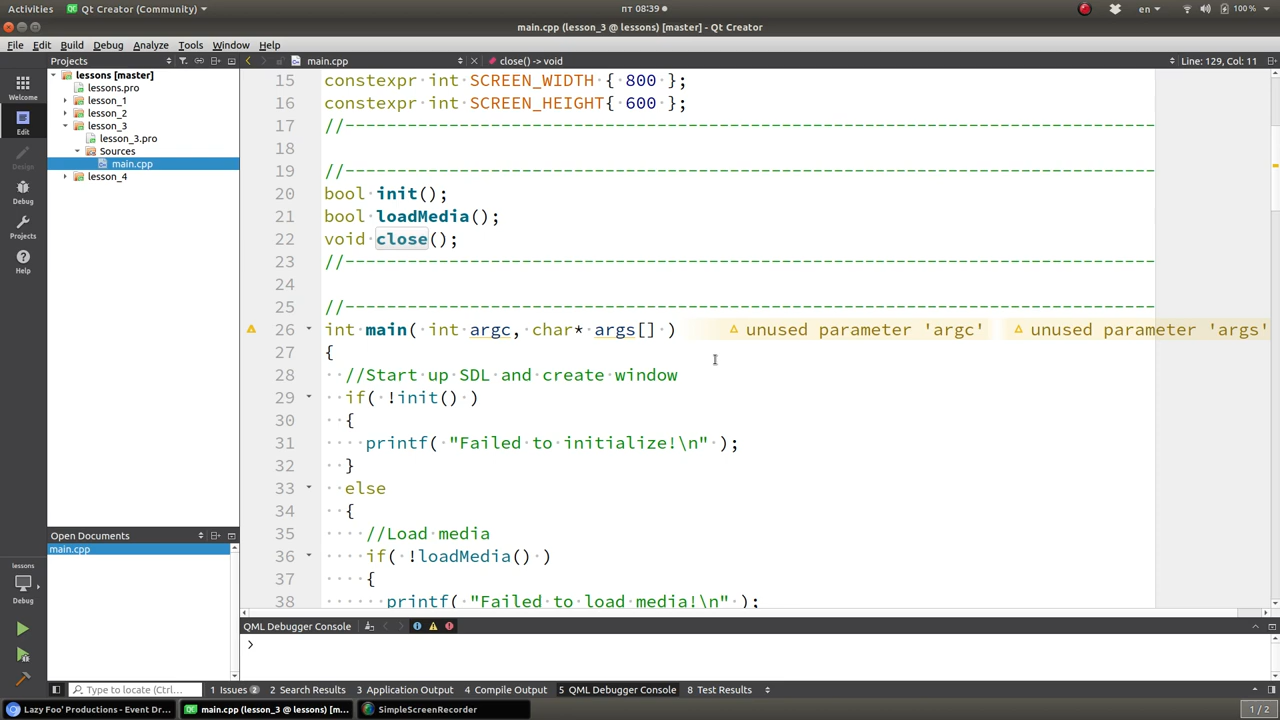 Activities
Qt Creator (Community)
пт 08:39
en
100 %
main.cpp (lesson_3 @ lessons) [master] - Qt Creator
File Edit Build Debug Analyze Tools Window Help
Projects
main.cpp
close() -> void
Line: 129, Col: 11
Welcome
Edit
Design
Debug
Projects
Help
lessons
Debug
lessons [master]
lessons.pro
lesson_1
lesson_2
lesson_3
lesson_3.pro
Sources
main.cpp
lesson_4
Open Documents
main.cpp
15 constexpr int SCREEN_WIDTH { 800 };
16 constexpr int SCREEN_HEIGHT{ 600 };
17 //------------------------------------------------------------------------------
18
19 //------------------------------------------------------------------------------
20 bool init();
21 bool loadMedia();
22 void close();
23 //------------------------------------------------------------------------------
24
25 //------------------------------------------------------------------------------
26 int main( int argc, char* args[] ) unused parameter 'argc' unused parameter 'args'
27 {
28 //Start up SDL and create window
29 if( !init() )
30 {
31 printf( "Failed to initialize!\n" );
32 }
33 else
34 {
35 //Load media
36 if( !loadMedia() )
37 {
38 printf( "Failed to load media!\n" );
QML Debugger Console
>
Type to locate (Ctrl-...
1 Issues 2
2 Search Results
3 Application Output
4 Compile Output
5 QML Debugger Console
8 Test Results
Lazy Foo' Productions - Event Dr...
main.cpp (lesson_3 @ lessons) [m...
SimpleScreenRecorder
1 / 2